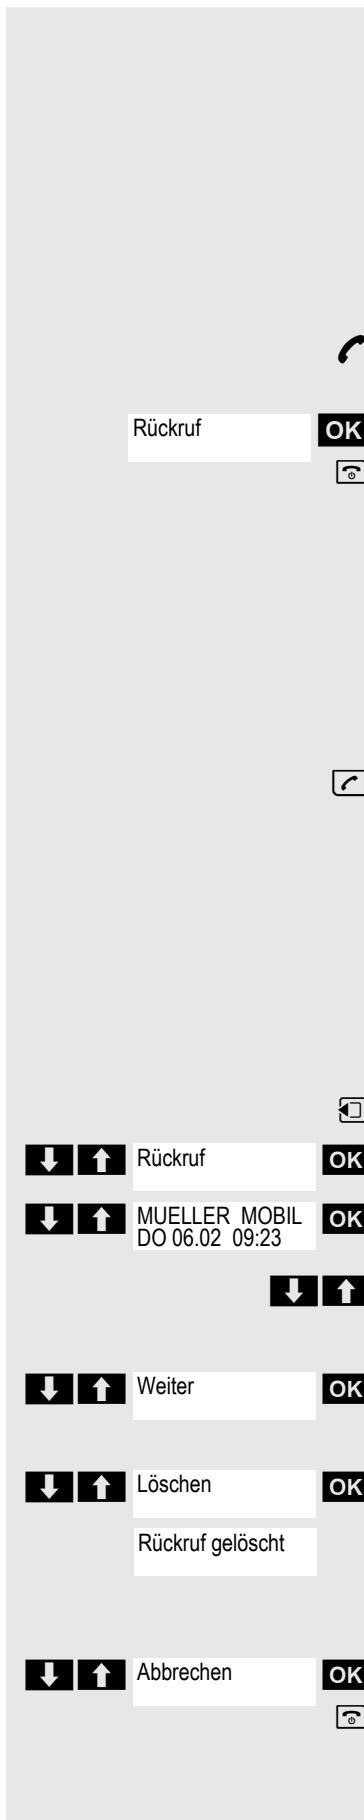 Rückruf OK
Rückruf OK
MUELLER MOBIL OK
DO 06.02 09:23
Weiter OK
Löschen OK
Rückruf gelöscht
Abbrechen OK